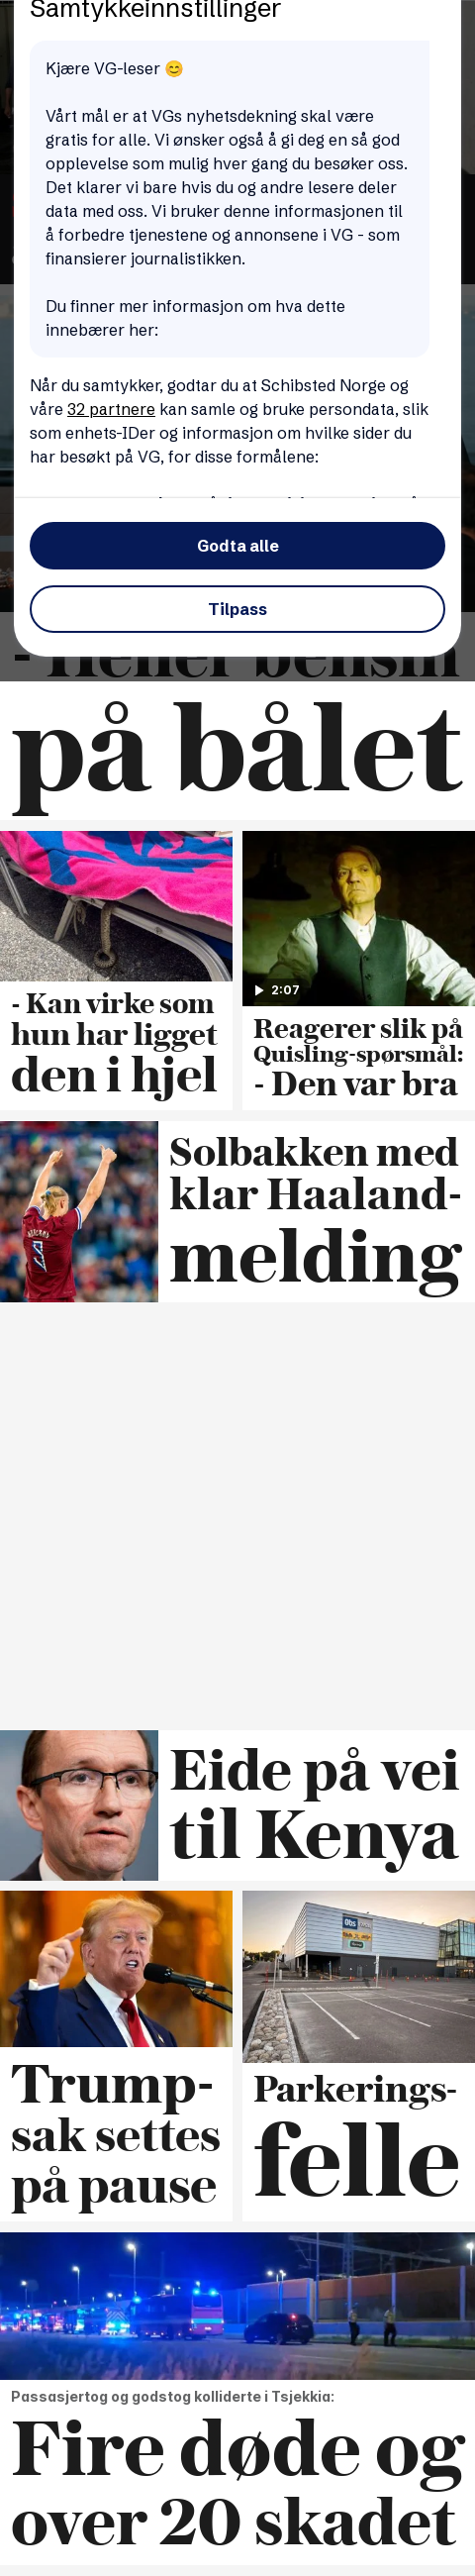 Samtykkeinnstillinger
Kjære VG-leser 😊
Vårt mål er at VGs nyhetsdekning skal være
gratis for alle. Vi ønsker også å gi deg en så god
opplevelse som mulig hver gang du besøker oss.
Det klarer vi bare hvis du og andre lesere deler
data med oss. Vi bruker denne informasjonen til
å forbedre tjenestene og annonsene i VG - som
finansierer journalistikken.
Du finner mer informasjon om hva dette
innebærer her:
Når du samtykker, godtar du at Schibsted Norge og
våre 32 partnere kan samle og bruke persondata, slik
som enhets-IDer og informasjon om hvilke sider du
har besøkt på VG, for disse formålene:
Godta alle
Tilpass
- Heller bensin
på bålet
- Kan virke som
hun har ligget
den i hjel
2:07
Reagerer slik på
Quisling-spørsmål:
- Den var bra
Solbakken med
klar Haaland-
melding
Eide på vei
til Kenya
Trump-
sak settes
på pause
Obs
Parkerings-
felle
Passasjertog og godstog kolliderte i Tsjekkia:
Fire døde og
over 20 skadet